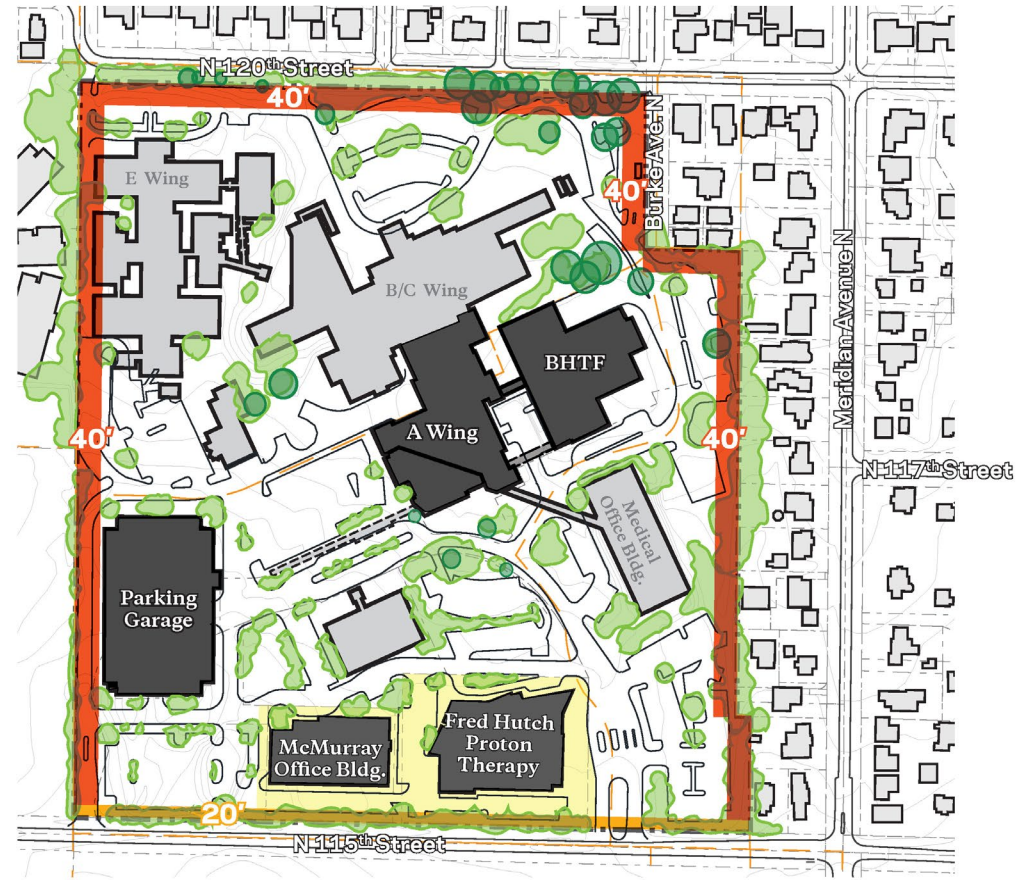 N 120th Street
40'
Burke Ave. N
40'
E Wing
B/C Wing
Meridian Avenue N
BHTF
A Wing
40'
40'
N 117th Street
Medical
Office Bldg.
Parking
Garage
Fred Hutch
Proton
Therapy
McMurray
Office Bldg.
20'
N 115th Street